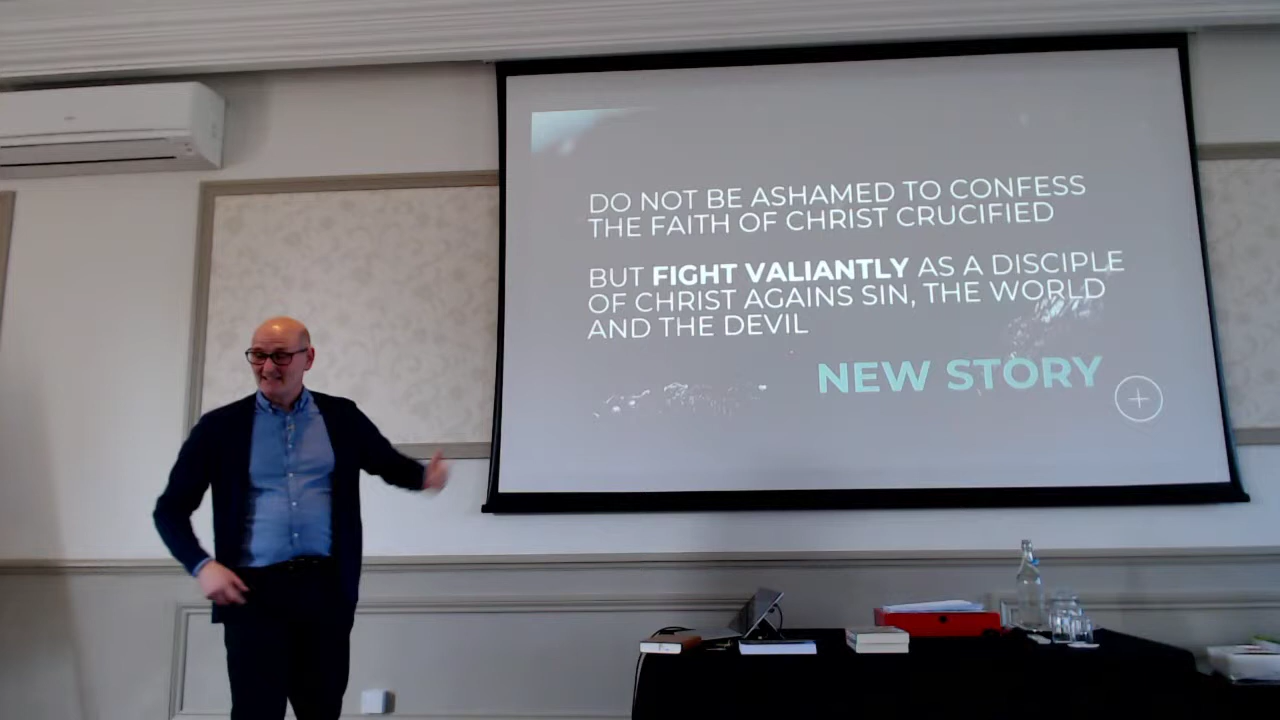 DO NOT BE ASHAMED TO CONFESS
THE FAITH OF CHRIST CRUCIFIED
BUT FIGHT VALIANTLY AS A DISCIPLE
OF CHRIST AGAINS SIN, THE WORLD
AND THE DEVIL
NEW STORY